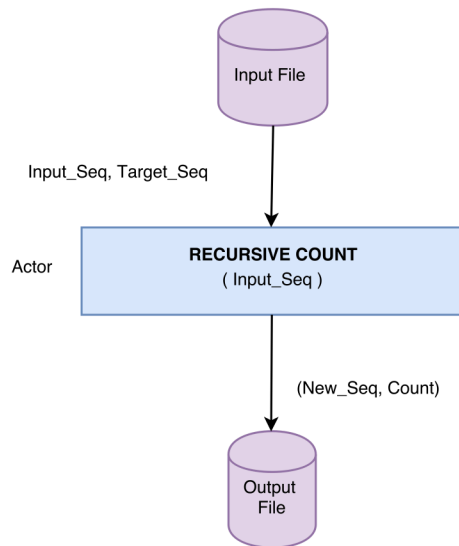 Input File
Input_Seq, Target_Seq
Actor
RECURSIVE COUNT
( Input_Seq )
(New_Seq, Count)
Output
File